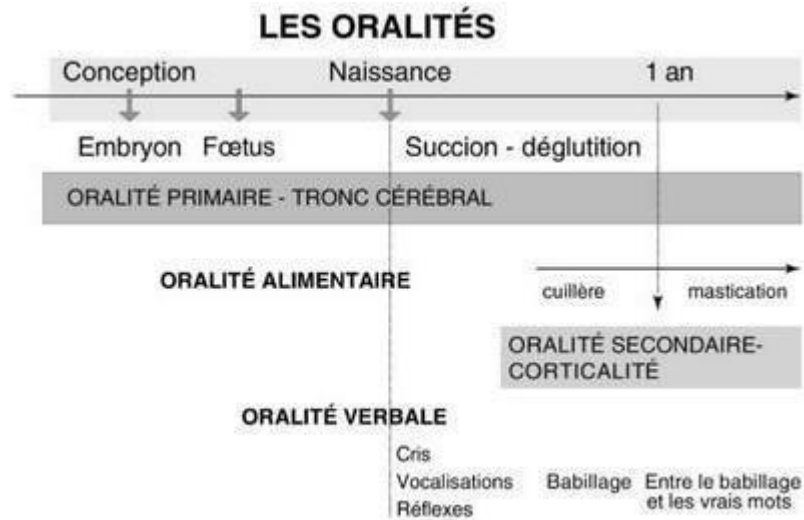 LES ORALITÉS
Conception Naissance 1 an
Embryon Fœtus Succion - déglutition
ORALITÉ PRIMAIRE - TRONC CÉRÉBRAL
ORALITÉ ALIMENTAIRE
cuillère mastication
ORALITÉ SECONDAIRE-
CORTICALITÉ
ORALITÉ VERBALE
Cris
Vocalisations Babillage Entre le babillage
et les vrais mots
Réflexes